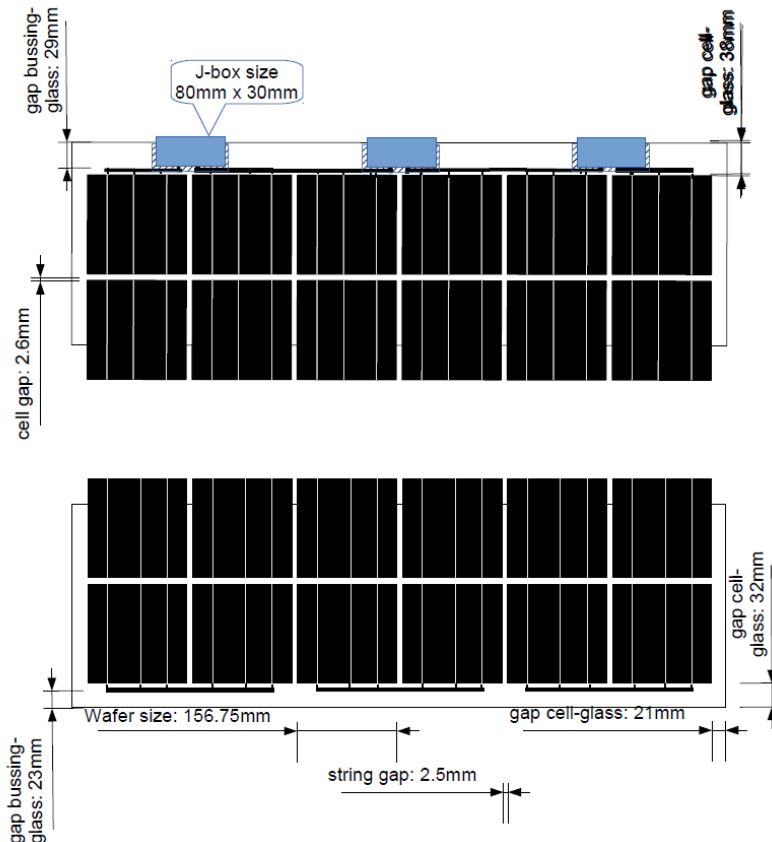 gap bussing-
glass: 29mm
J-box size
80mm x 30mm
gap cell-
glass: 38mm
cell gap: 2.6mm
gap cell-
glass: 32mm
Wafer size: 156.75mm
gap cell-glass: 21mm
string gap: 2.5mm
gap bussing-
glass: 23mm